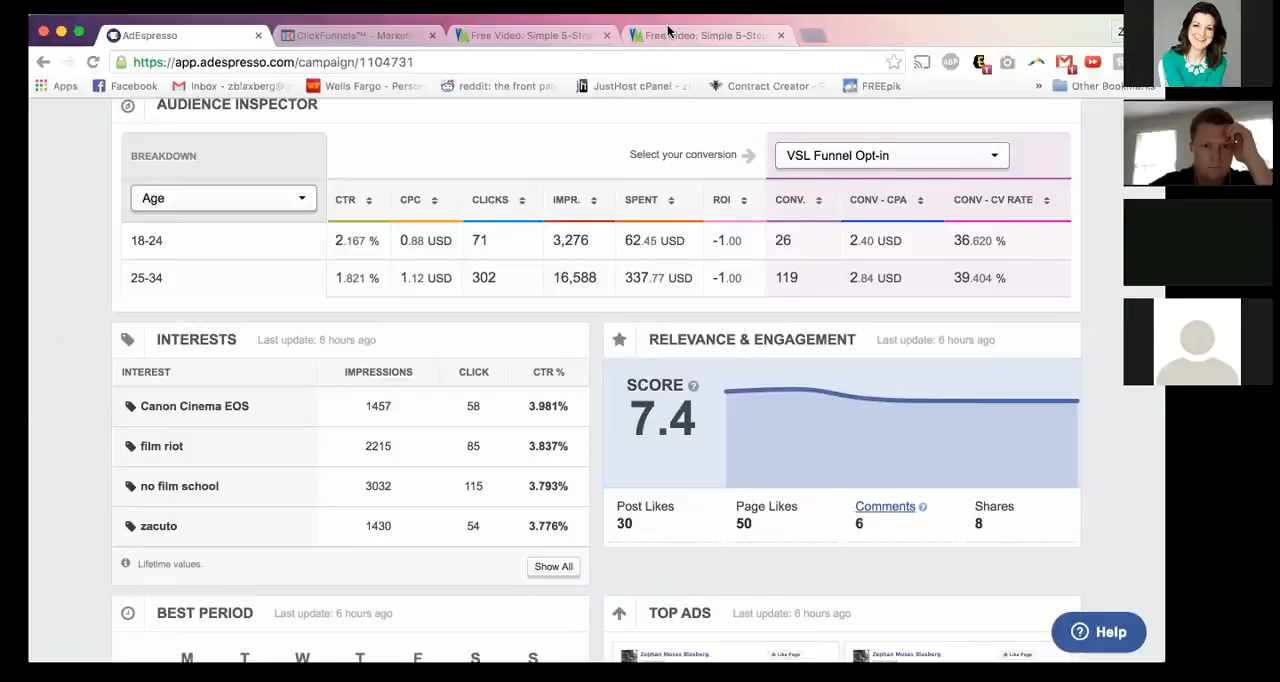 AdEspresso
ClickFunnels™ - Market
Free Video: Simple 5-Step
Free Video: Simple 5-Step
https://app.adespresso.com/campaign/1104731
Apps
Facebook
Inbox - zblaxberg@
Wells Fargo - Person
reddit: the front pa
JustHost cPanel - z
Contract Creator -
FREEpik
»
Other Bookmarks
AUDIENCE INSPECTOR
BREAKDOWN
Select your conversion
VSL Funnel Opt-in
Age
CTR CPC CLICKS IMPR. SPENT ROI CONV. CONV - CPA CONV - CV RATE
18-24 2.167 % 0.88 USD 71 3,276 62.45 USD -1.00 26 2.40 USD 36.620 %
25-34 1.821 % 1.12 USD 302 16,588 337.77 USD -1.00 119 2.84 USD 39.404 %
INTERESTS Last update: 6 hours ago
INTEREST IMPRESSIONS CLICK CTR %
Canon Cinema EOS 1457 58 3.981%
film riot 2215 85 3.837%
no film school 3032 115 3.793%
zacuto 1430 54 3.776%
Lifetime values.
Show All
RELEVANCE & ENGAGEMENT Last update: 6 hours ago
SCORE
7.4
Post Likes Page Likes Comments Shares
30 50 6 8
BEST PERIOD Last update: 6 hours ago
M T W T F S S
TOP ADS Last update: 6 hours ago
Like Page
Like Page
Help